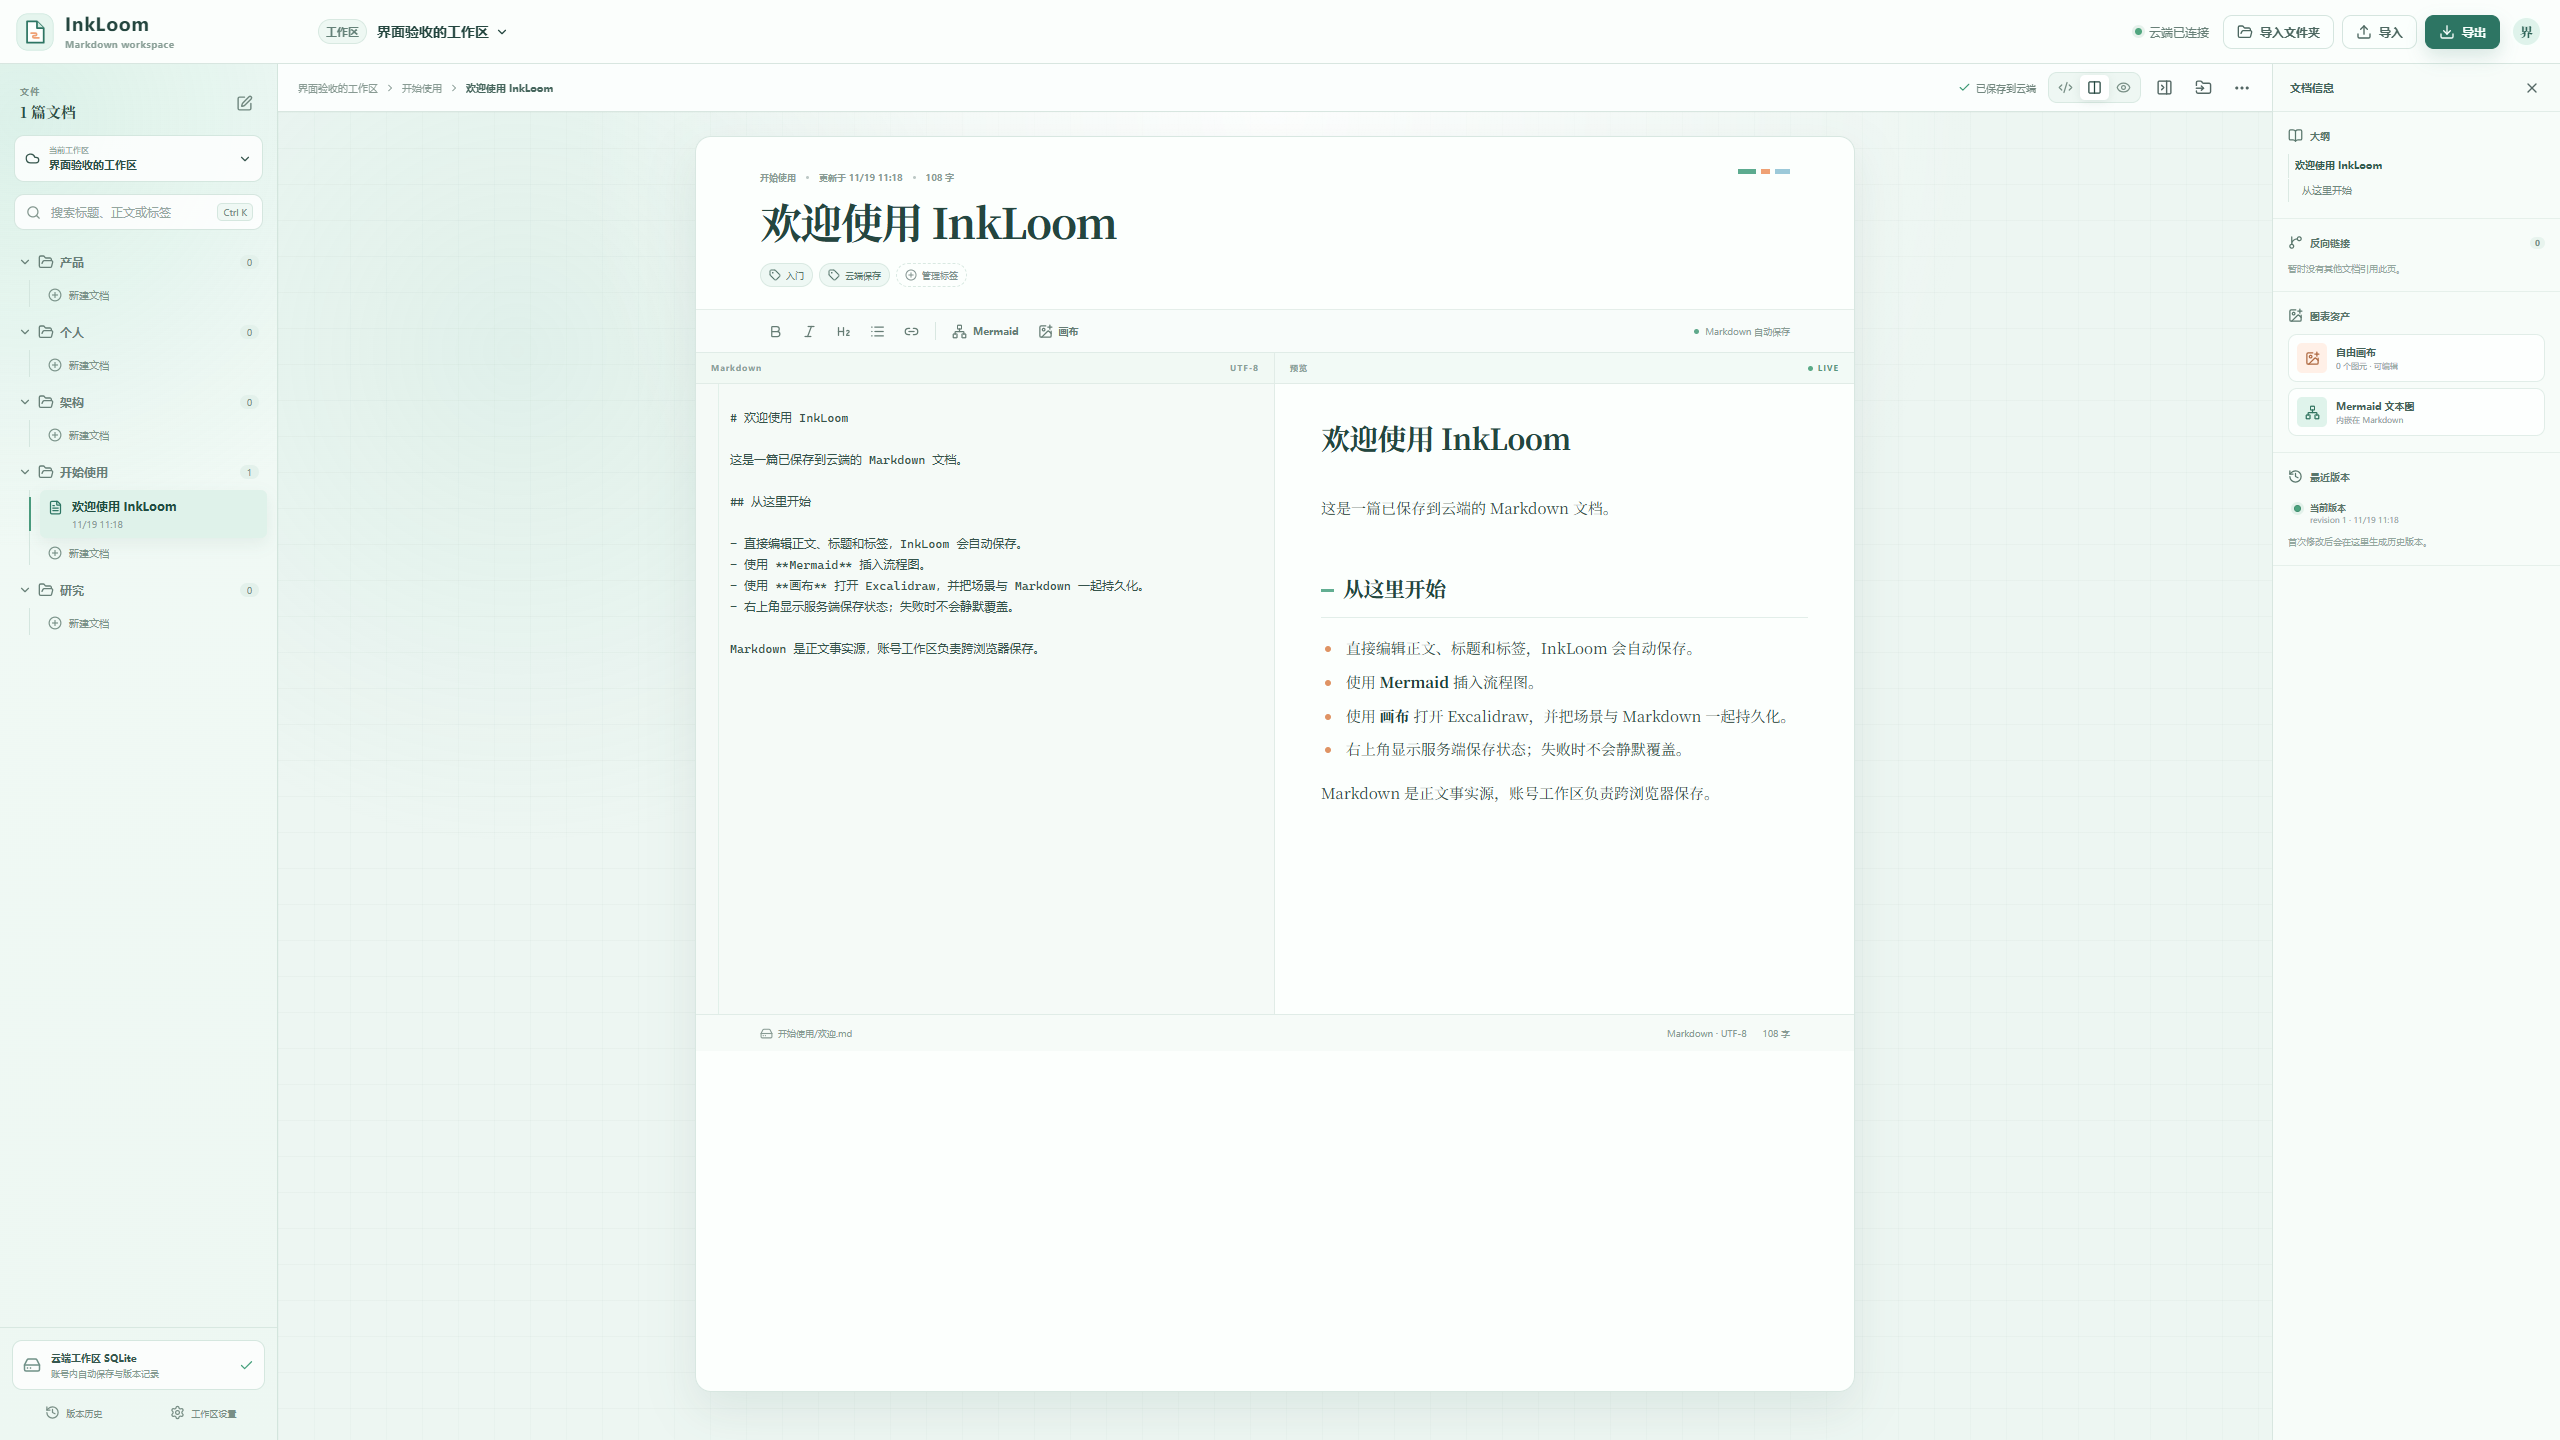 InkLoom
Markdown workspace
工作区 界面验收的工作区
云端已连接 导入文件夹 导入 导出 界
文件
1 篇文档
当前工作区
界面验收的工作区
搜索标题、正文或标签 Ctrl K
产品 0
新建文档
个人 0
新建文档
架构 0
新建文档
开始使用 1
欢迎使用 InkLoom
11/19 11:18
新建文档
研究 0
新建文档
云端工作区 SQLite
账号内自动保存与版本记录
版本历史 工作区设置
界面验收的工作区 开始使用 欢迎使用 InkLoom
已保存到云端
开始使用 • 更新于 11/19 11:18 • 108 字
欢迎使用 InkLoom
入门 云端保存 管理标签
B I H2 Mermaid 画布 Markdown 自动保存
Markdown UTF-8
# 欢迎使用 InkLoom
这是一篇已保存到云端的 Markdown 文档。
## 从这里开始
- 直接编辑正文、标题和标签，InkLoom 会自动保存。
- 使用 **Mermaid** 插入流程图。
- 使用 **画布** 打开 Excalidraw，并把场景与 Markdown 一起持久化。
- 右上角显示服务端保存状态；失败时不会静默覆盖。
Markdown 是正文事实源，账号工作区负责跨浏览器保存。
预览 LIVE
欢迎使用 InkLoom
这是一篇已保存到云端的 Markdown 文档。
从这里开始
• 直接编辑正文、标题和标签，InkLoom 会自动保存。
• 使用 Mermaid 插入流程图。
• 使用 画布 打开 Excalidraw，并把场景与 Markdown 一起持久化。
• 右上角显示服务端保存状态；失败时不会静默覆盖。
Markdown 是正文事实源，账号工作区负责跨浏览器保存。
开始使用/欢迎.md Markdown · UTF-8 108 字
文档信息
大纲
欢迎使用 InkLoom
从这里开始
反向链接 0
暂时没有其他文档引用此页。
图表资产
自由画布
0 个图元 · 可编辑
Mermaid 文本图
内嵌在 Markdown
最近版本
当前版本
revision 1 · 11/19 11:18
首次修改后会在这里生成历史版本。